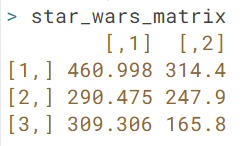 > star_wars_matrix
[,1] [,2]
[1,] 460.998 314.4
[2,] 290.475 247.9
[3,] 309.306 165.8